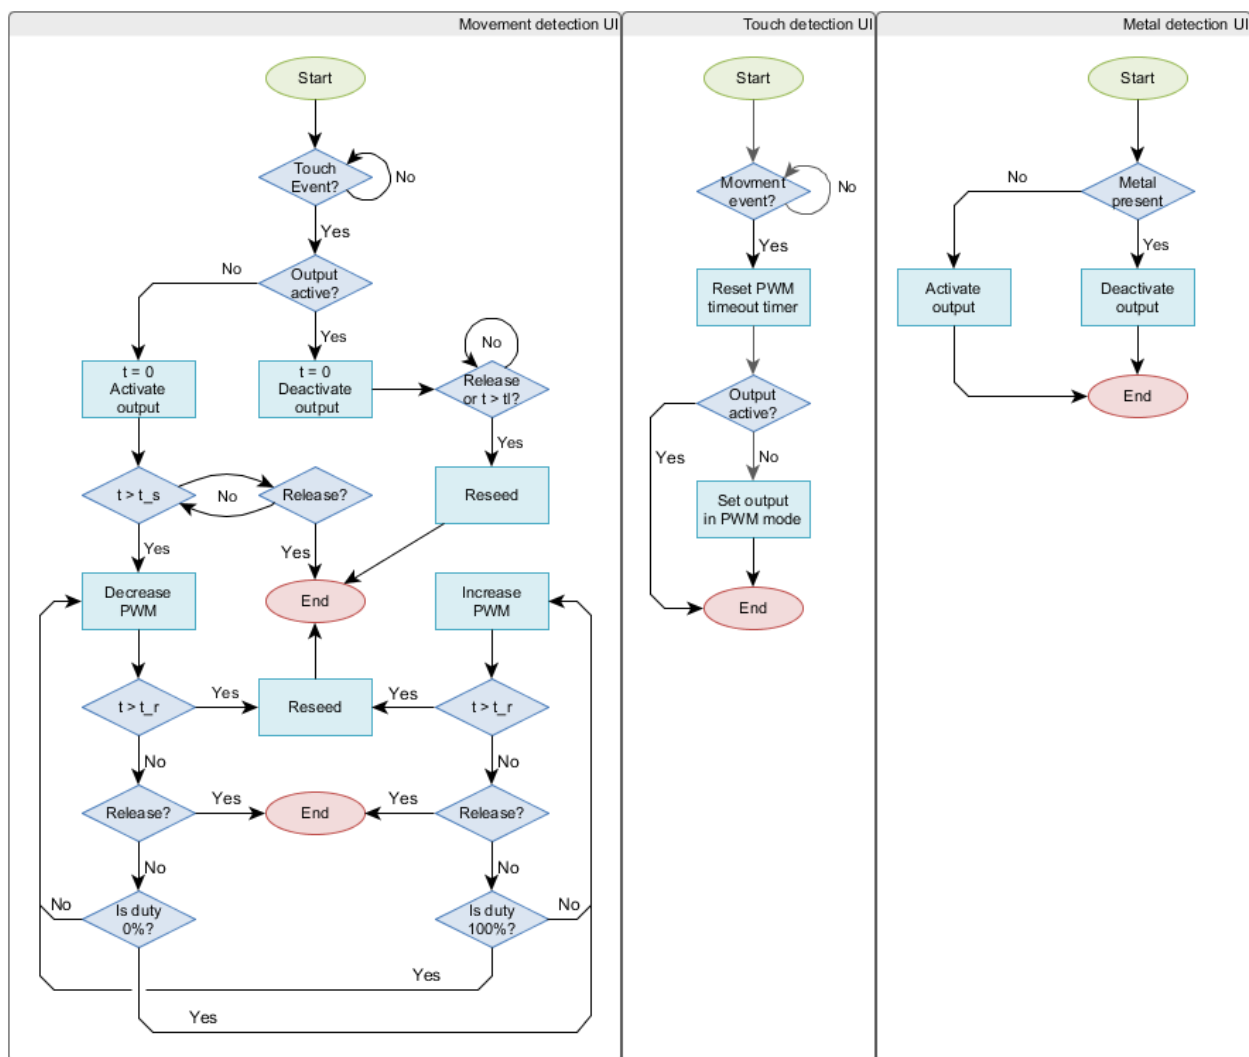 Movement detection UI
Start
Touch
Event?
No
Yes
Output
active?
No
Yes
t = 0
Activate
output
t = 0
Deactivate
output
No
Release
or t > tl?
Yes
Reseed
t > t_s
No
Release?
Yes
Yes
Decrease
PWM
End
Increase
PWM
t > t_r
Yes
Reseed
Yes
t > t_r
No
No
Release?
Yes
End
Yes
Release?
No
No
No
Is duty
0%?
Is duty
100%?
No
Yes
Yes
Touch detection UI
Start
Movment
event?
No
Yes
Reset PWM
timeout timer
Output
active?
Yes
No
Set output
in PWM mode
End
Metal detection UI
Start
No
Metal
present
Yes
Activate
output
Deactivate
output
End